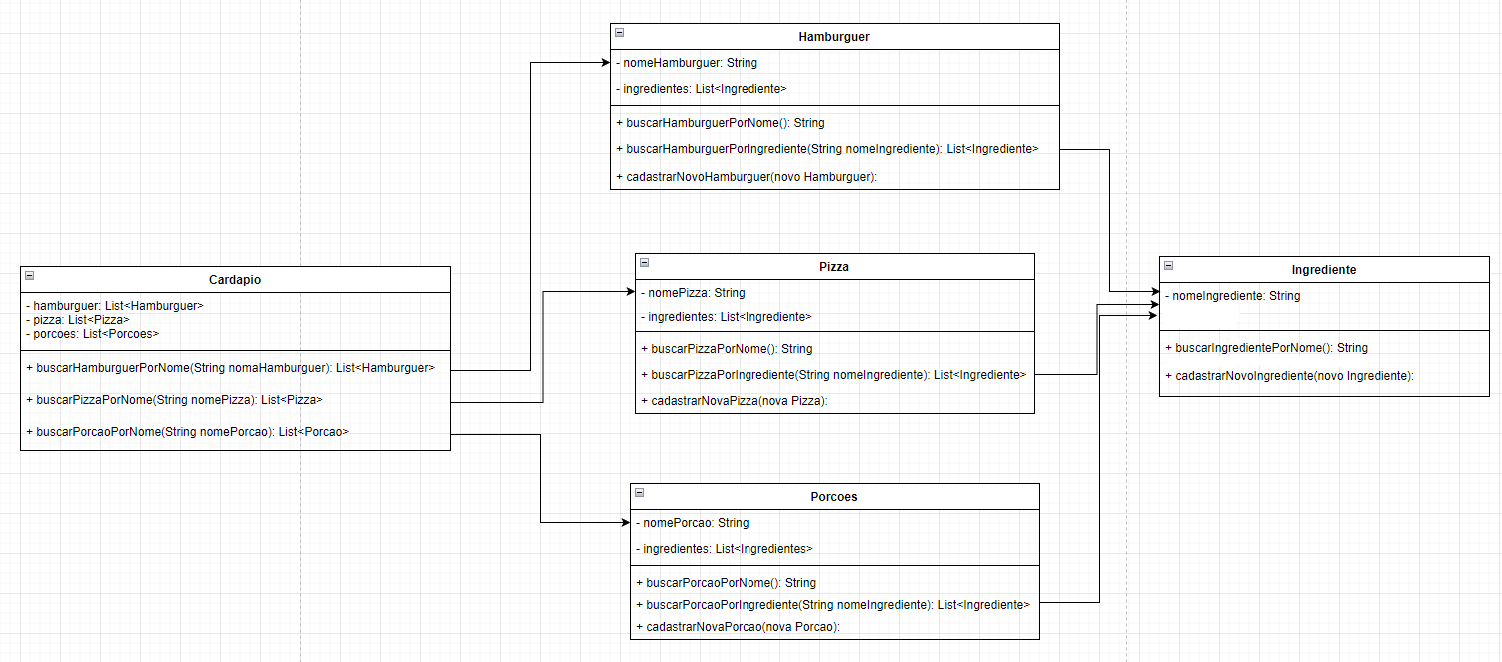 Hamburguer
- nomeHamburguer: String
- ingredientes: List<Ingrediente>
+ buscarHamburguerPorNome(): String
+ buscarHamburguerPorIngrediente(String nomeIngrediente): List<Ingrediente>
+ cadastrarNovoHamburguer(novo Hamburguer):
Cardapio
- hamburguer: List<Hamburguer>
- pizza: List<Pizza>
- porcoes: List<Porcoes>
+ buscarHamburguerPorNome(String nomaHamburguer): List<Hamburguer>
+ buscarPizzaPorNome(String nomePizza): List<Pizza>
+ buscarPorcaoPorNome(String nomePorcao): List<Porcao>
Pizza
- nomePizza: String
- ingredientes: List<Ingrediente>
+ buscarPizzaPorNome(): String
+ buscarPizzaPorIngrediente(String nomeIngrediente): List<Ingrediente>
+ cadastrarNovaPizza(nova Pizza):
Ingrediente
- nomeIngrediente: String
+ buscarIngredientePorNome(): String
+ cadastrarNovoIngrediente(novo Ingrediente):
Porcoes
- nomePorcao: String
- ingredientes: List<Ingredientes>
+ buscarPorcaoPorNome(): String
+ buscarPorcaoPorIngrediente(String nomeIngrediente): List<Ingrediente>
+ cadastrarNovaPorcao(nova Porcao):